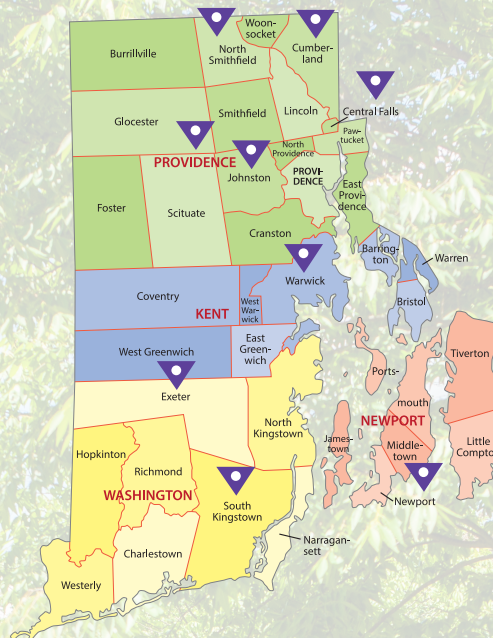 Burrillville
North
Smithfield
Woon-
socket
Cumber-
land
Glocester
Smithfield
Lincoln
Central Falls
Paw-
tucket
PROVIDENCE
North
Providence
Johnston
PROVI-
DENCE
East
Provi-
dence
Foster
Scituate
Cranston
Barring-
ton
Warren
Bristol
Coventry
KENT
West
War-
wick
Warwick
West Greenwich
East
Green-
wich
Exeter
North
Kingstown
Ports-
mouth
Tiverton
NEWPORT
James-
town
Middle-
town
Little
Compto
Newport
Hopkinton
Richmond
WASHINGTON
South
Kingstown
Narragan-
sett
Charlestown
Westerly